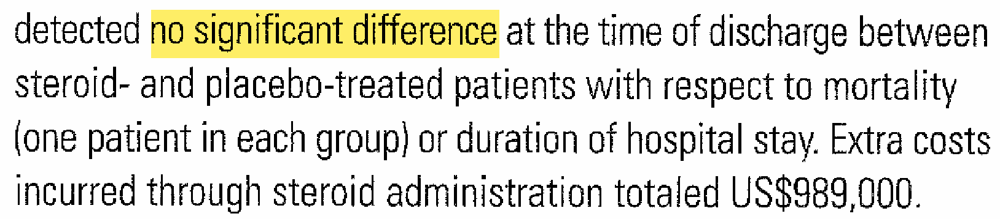 detected no significant difference at the time of discharge between
steroid- and placebo-treated patients with respect to mortality
(one patient in each group) or duration of hospital stay. Extra costs
incurred through steroid administration totaled US$989,000.